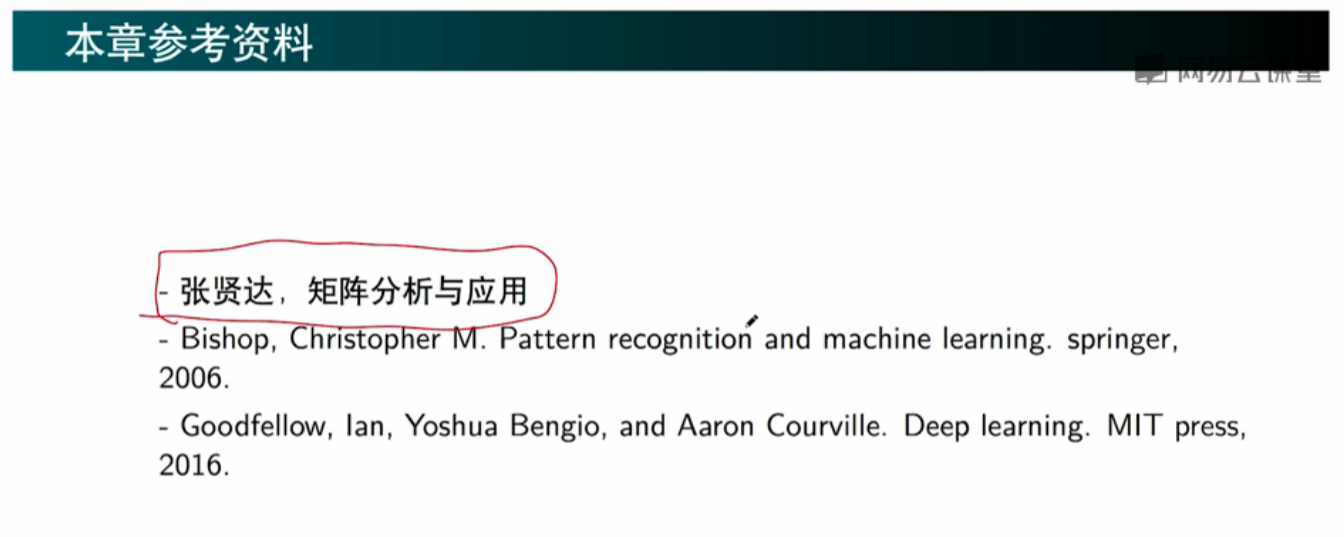 本章参考资料
网易云课堂
- 张贤达，矩阵分析与应用
- Bishop, Christopher M. Pattern recognition and machine learning. springer,
2006.
- Goodfellow, Ian, Yoshua Bengio, and Aaron Courville. Deep learning. MIT press,
2016.